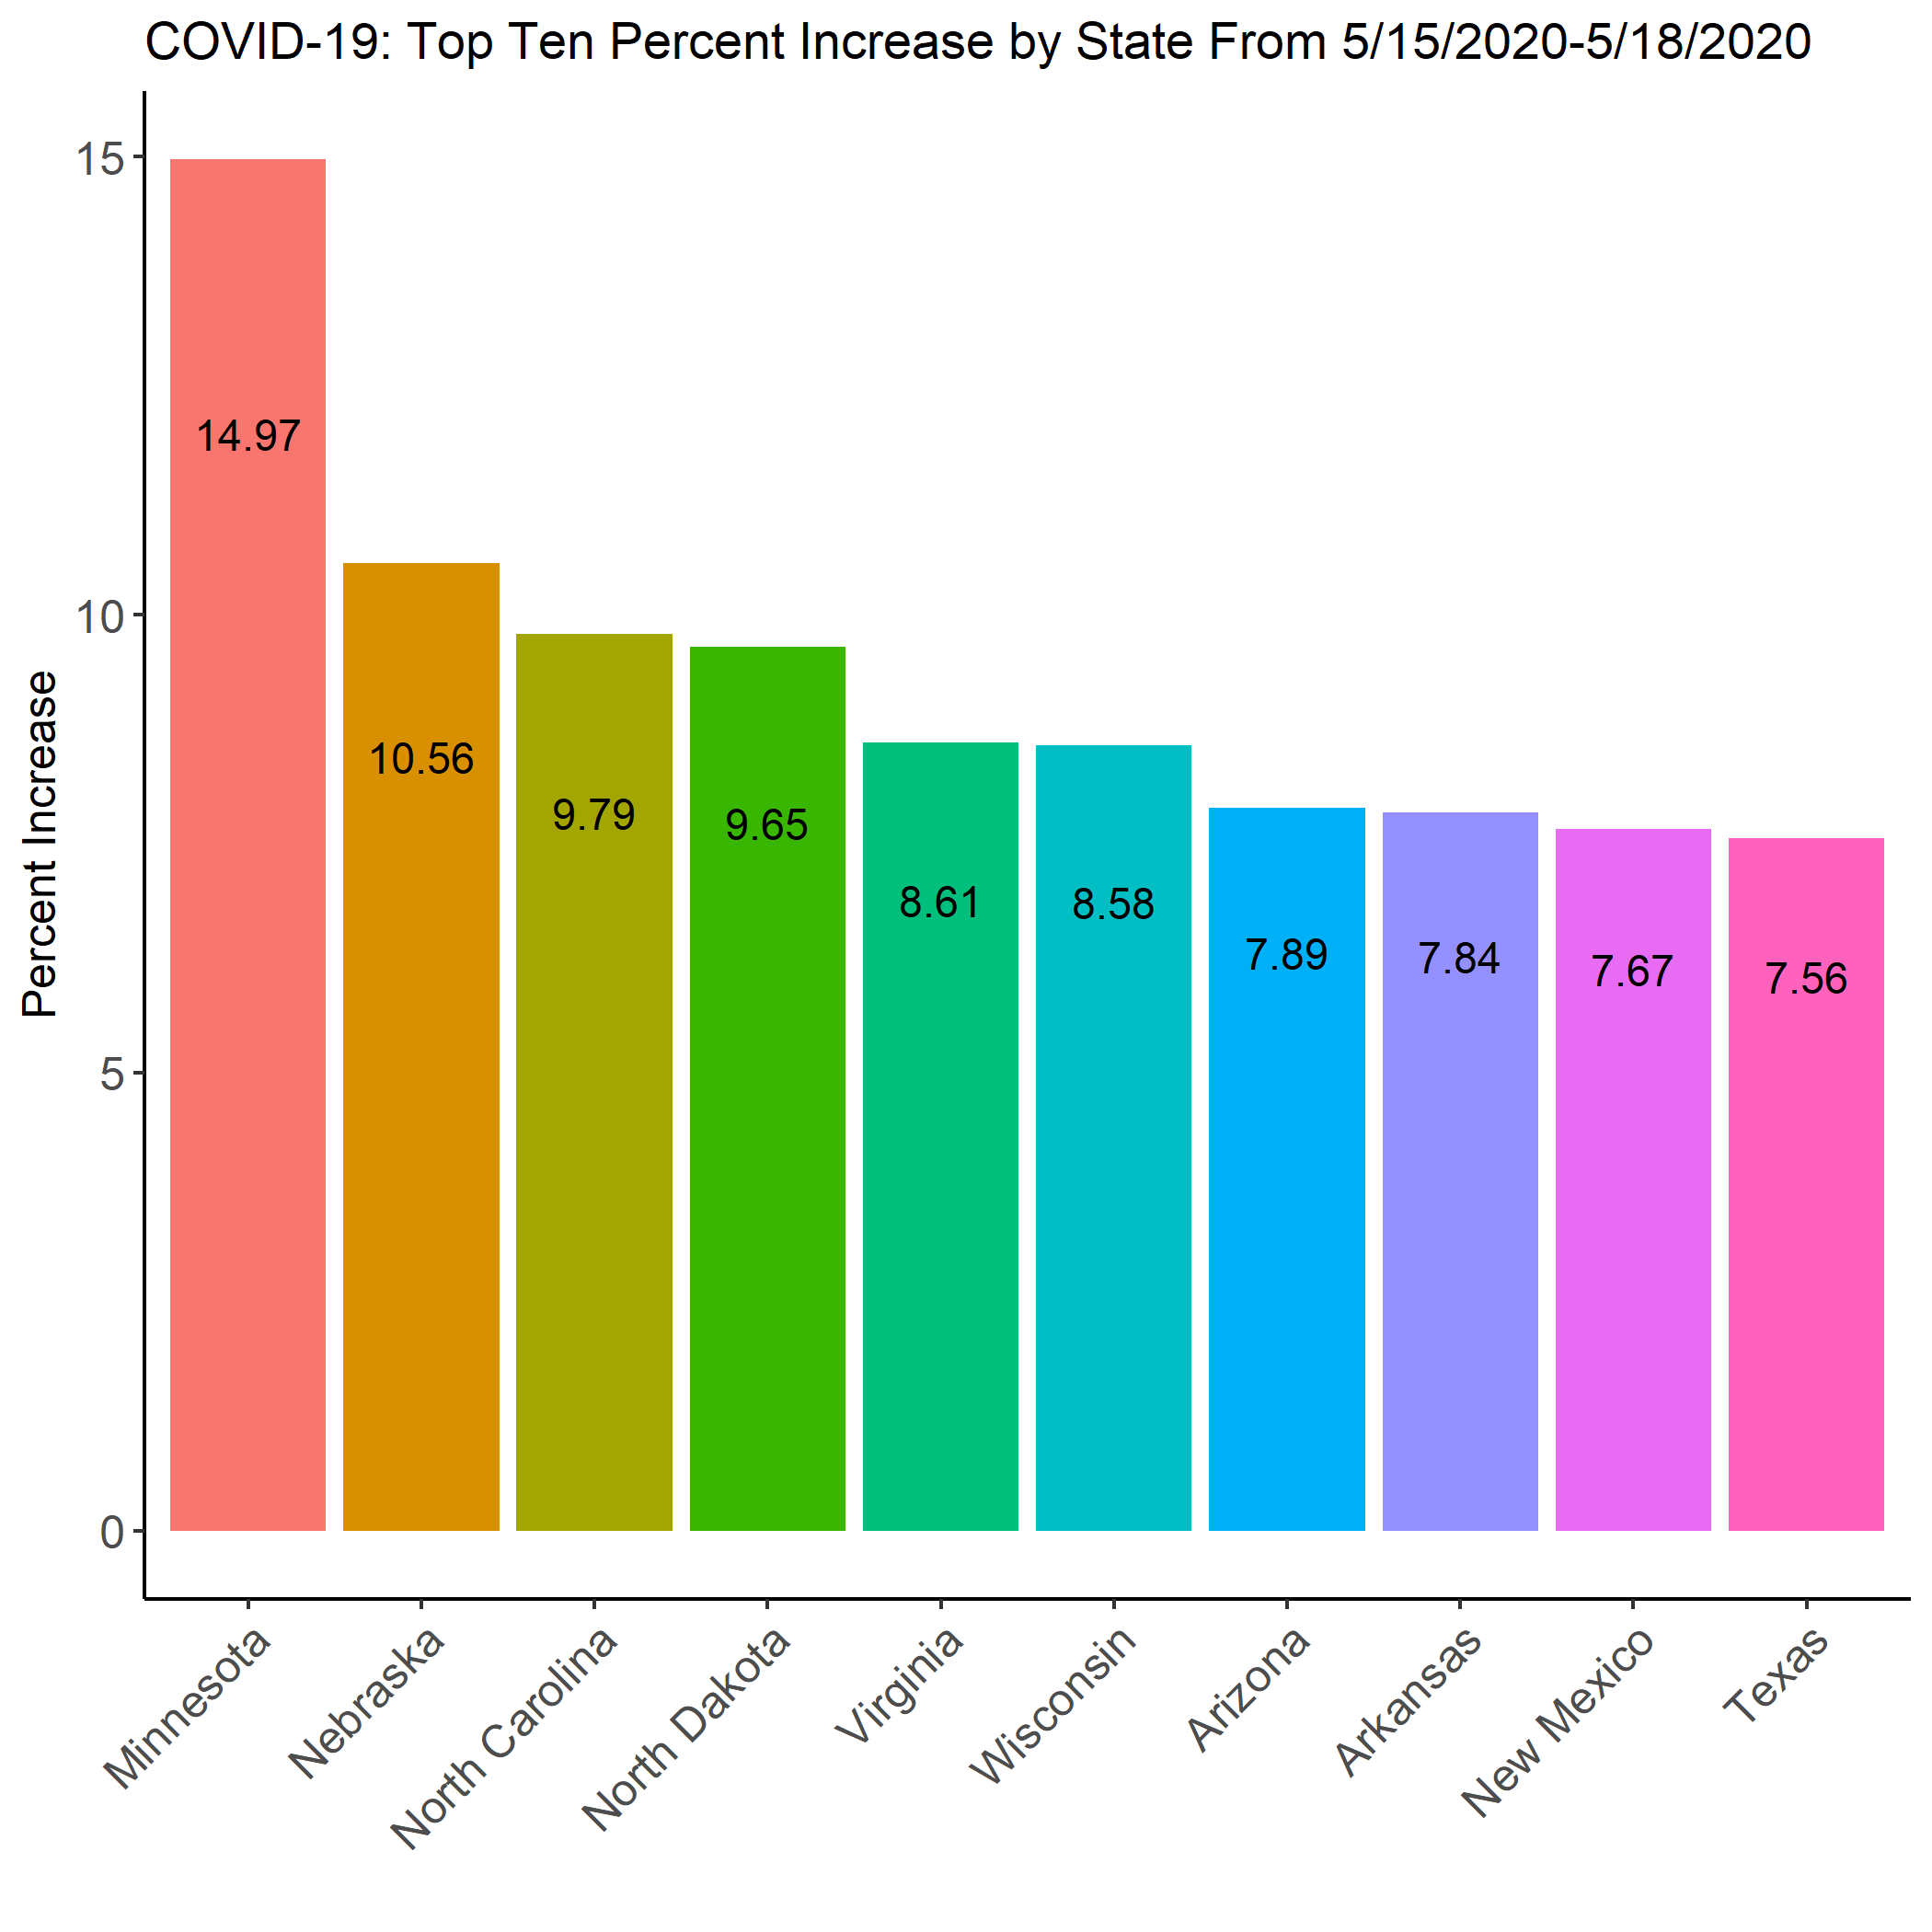 COVID-19: Top Ten Percent Increase by State From 5/15/2020-5/18/2020
Percent Increase
15
10
5
0
14.97
10.56
9.79
9.65
8.61
8.58
7.89
7.84
7.67
7.56
Minnesota
Nebraska
North Carolina
North Dakota
Virginia
Wisconsin
Arizona
Arkansas
New Mexico
Texas